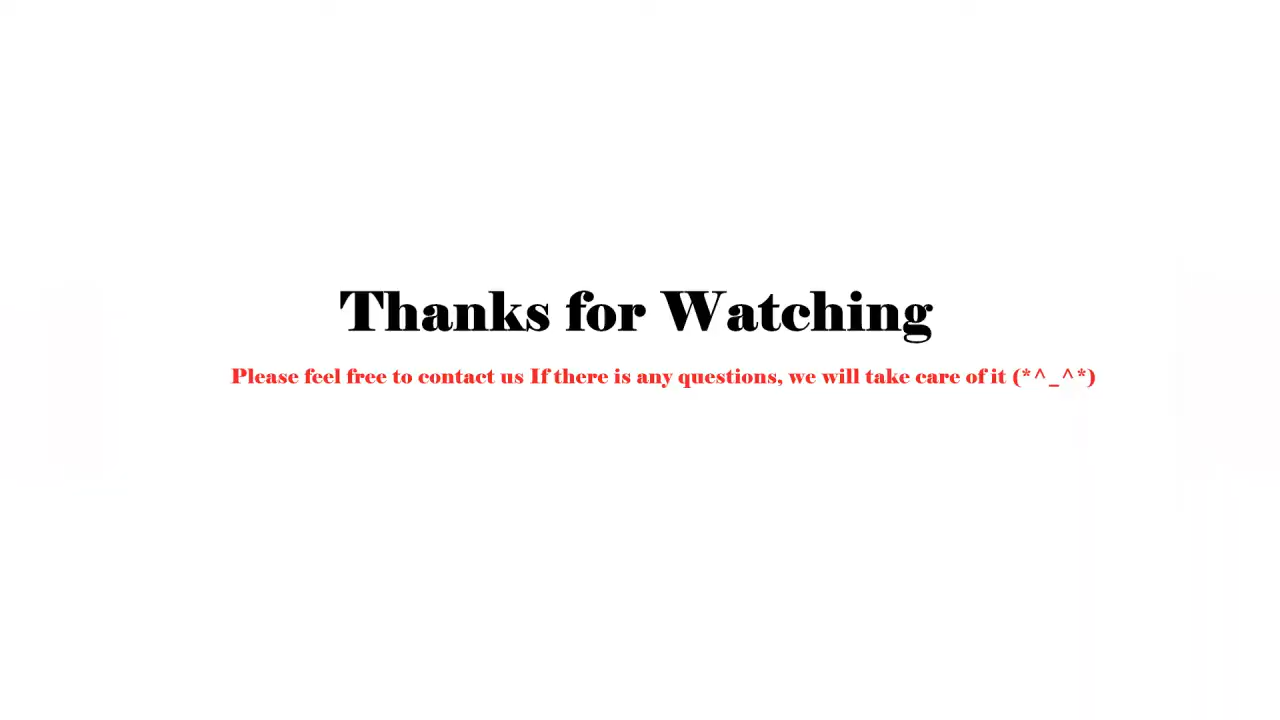 Thanks for Watching
Please feel free to contact us If there is any questions, we will take care of it (*^_^*)